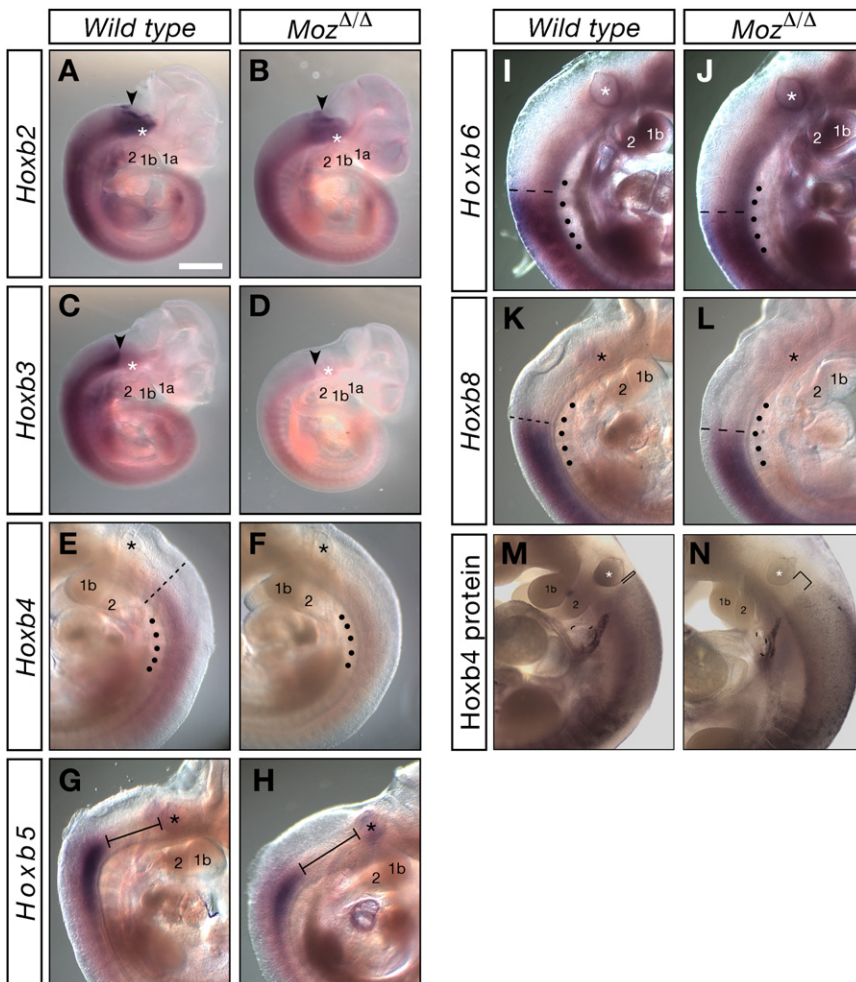 Wild type
Moz Δ/Δ
Hoxb2
A
*
2 1b 1a
B
*
2 1b 1a
Hoxb3
C
*
2 1b 1a
D
*
2 1b 1a
Hoxb4
E
*
1b
2
F
*
1b
2
Hoxb5
G
*
2 1b
H
*
2 1b
Wild type
Moz Δ/Δ
Hoxb6
I
*
2 1b
J
*
2 1b
Hoxb8
K
*
2 1b
L
*
2 1b
Hoxb4 protein
M
*
1b 2
N
*
1b 2